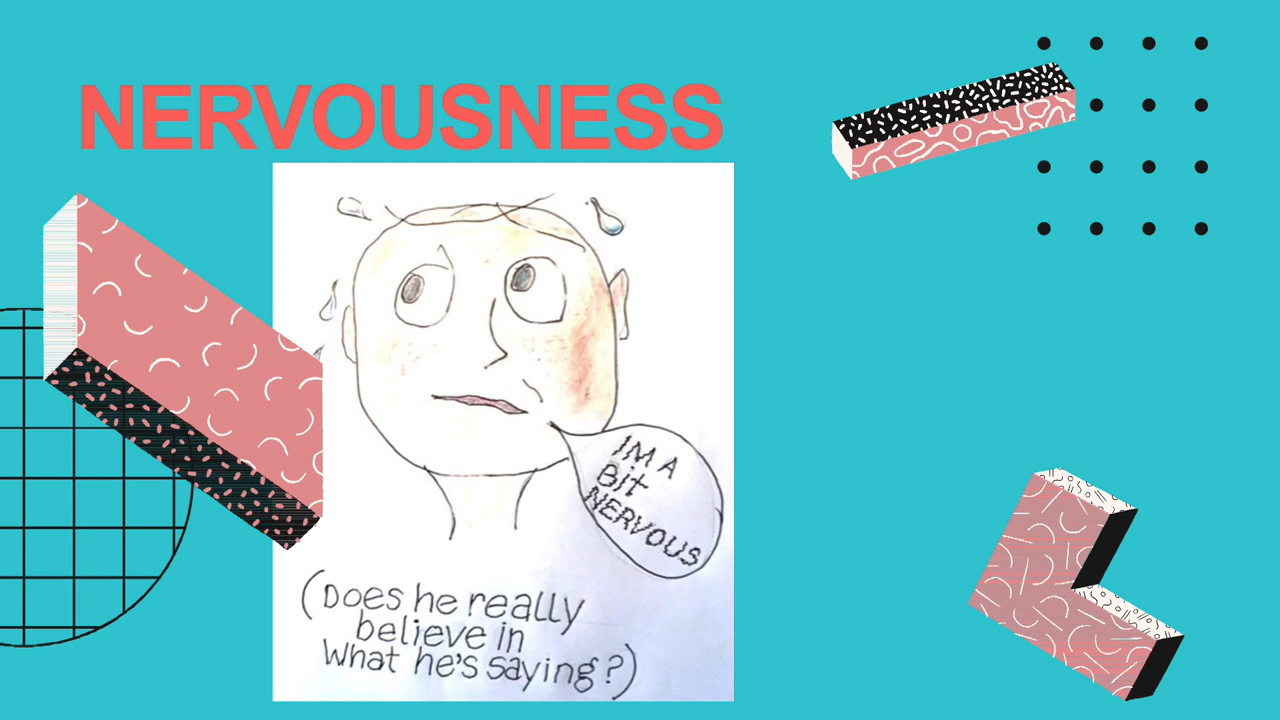 NERVOUSNESS
IM A
Bit
NERVOUS
(Does he really
believe in
What he's saying?)